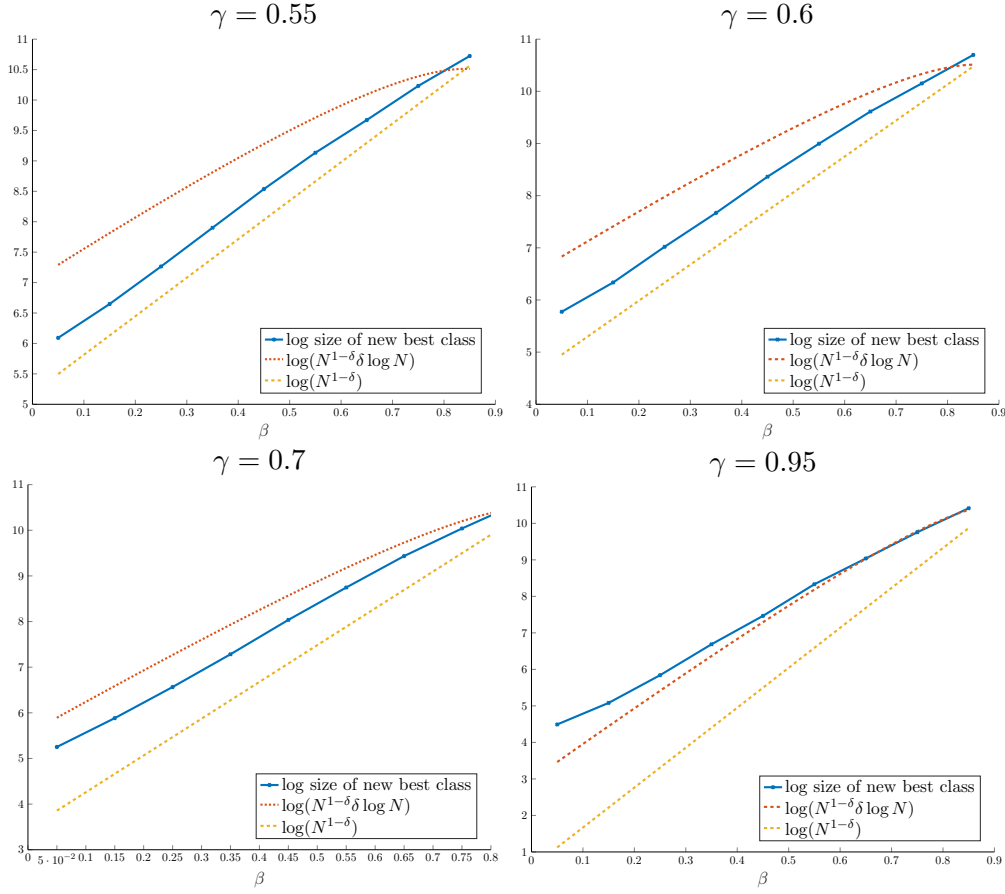 γ = 0.55
11
10.5
10
9.5
9
8.5
8
7.5
7
6.5
6
5.5
5
0 0.1 0.2 0.3 0.4 0.5 0.6 0.7 0.8 0.9
β
log size of new best class
log(N^{1−δ}δ log N)
log(N^{1−δ})
γ = 0.6
11
10
9
8
7
6
5
4
0 0.1 0.2 0.3 0.4 0.5 0.6 0.7 0.8 0.9
β
log size of new best class
log(N^{1−δ}δ log N)
log(N^{1−δ})
γ = 0.7
11
10
9
8
7
6
5
4
3
0 5 · 10^{−2} 0.1 0.15 0.2 0.25 0.3 0.35 0.4 0.45 0.5 0.55 0.6 0.65 0.7 0.75 0.8
β
log size of new best class
log(N^{1−δ}δ log N)
log(N^{1−δ})
γ = 0.95
11
10
9
8
7
6
5
4
3
2
1
0 0.1 0.2 0.3 0.4 0.5 0.6 0.7 0.8 0.9
β
log size of new best class
log(N^{1−δ}δ log N)
log(N^{1−δ})